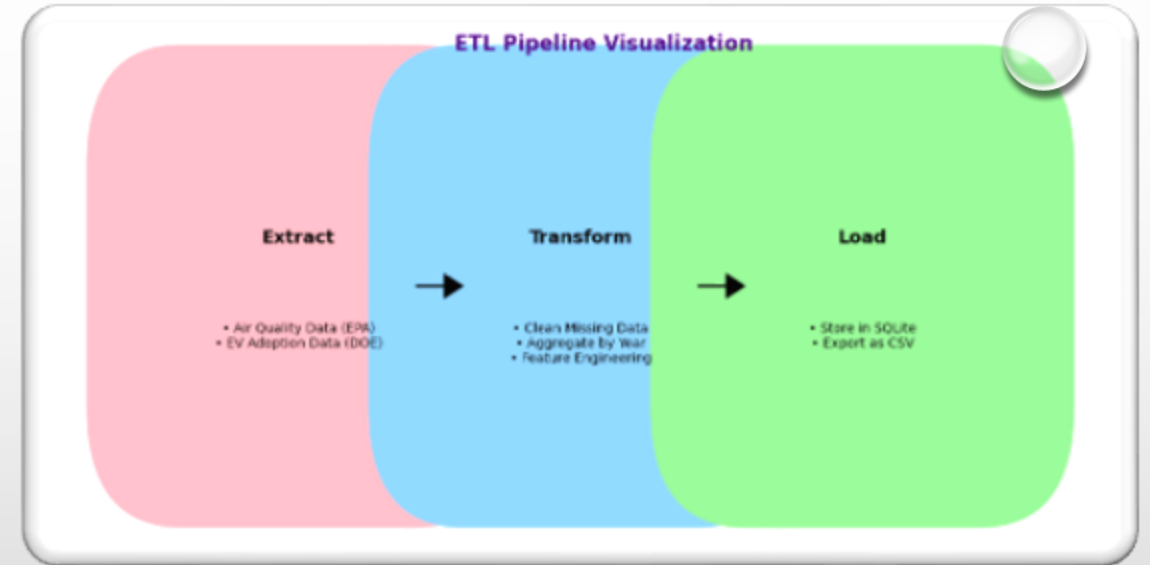 ETL Pipeline Visualization
Extract
• Air Quality Data (EPA)
• EV Adoption Data (DOE)
Transform
• Clean Missing Data
• Aggregate by Year
• Feature Engineering
Load
• Store in SQLite
• Export as CSV